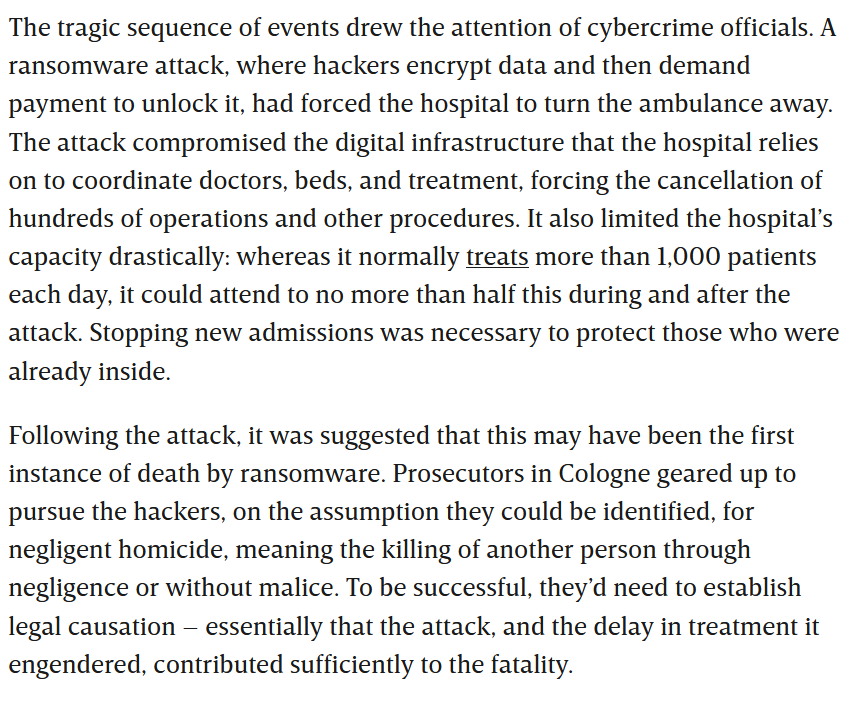 The tragic sequence of events drew the attention of cybercrime officials. A
ransomware attack, where hackers encrypt data and then demand
payment to unlock it, had forced the hospital to turn the ambulance away.
The attack compromised the digital infrastructure that the hospital relies
on to coordinate doctors, beds, and treatment, forcing the cancellation of
hundreds of operations and other procedures. It also limited the hospital’s
capacity drastically: whereas it normally treats more than 1,000 patients
each day, it could attend to no more than half this during and after the
attack. Stopping new admissions was necessary to protect those who were
already inside.
Following the attack, it was suggested that this may have been the first
instance of death by ransomware. Prosecutors in Cologne geared up to
pursue the hackers, on the assumption they could be identified, for
negligent homicide, meaning the killing of another person through
negligence or without malice. To be successful, they’d need to establish
legal causation – essentially that the attack, and the delay in treatment it
engendered, contributed sufficiently to the fatality.